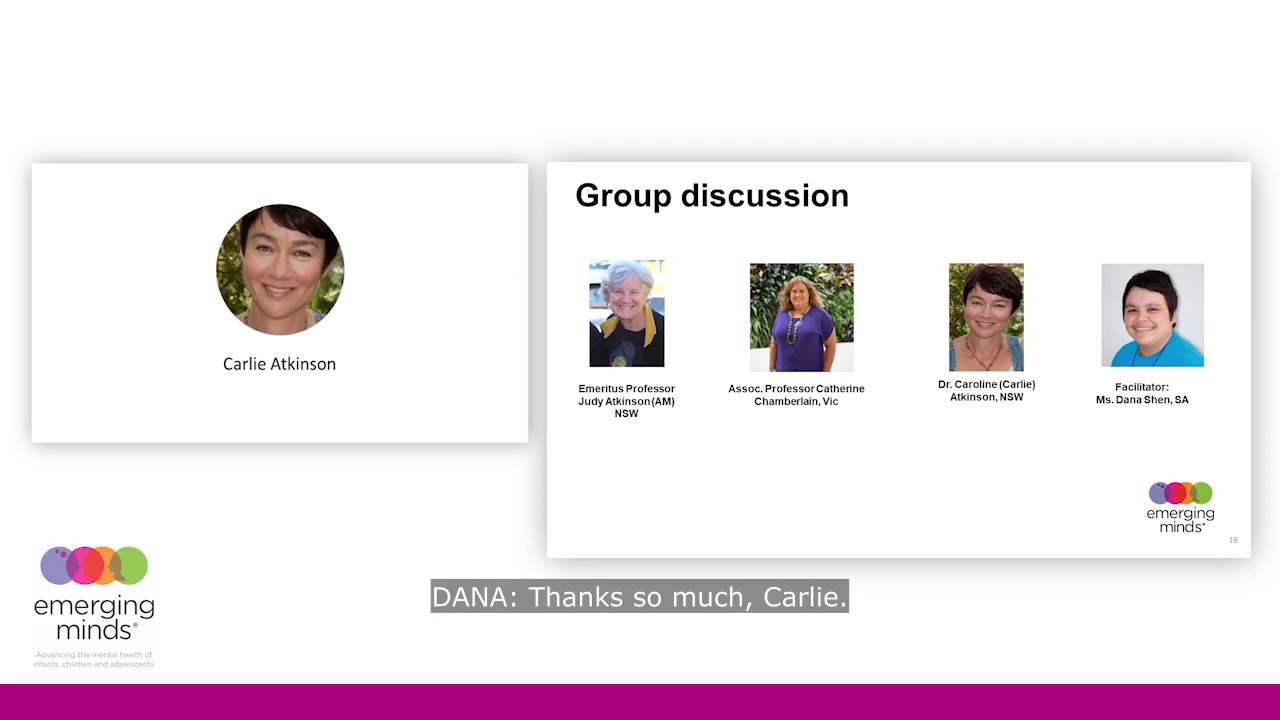 Carlie Atkinson
Group discussion
Emeritus Professor
Judy Atkinson (AM)
NSW
Assoc. Professor Catherine
Chamberlain, Vic
Dr. Caroline (Carlie)
Atkinson, NSW
Facilitator:
Ms. Dana Shen, SA
emerging
minds®
18
DANA: Thanks so much, Carlie.
emerging
minds®
Advancing the mental health of
infants, children and adolescents